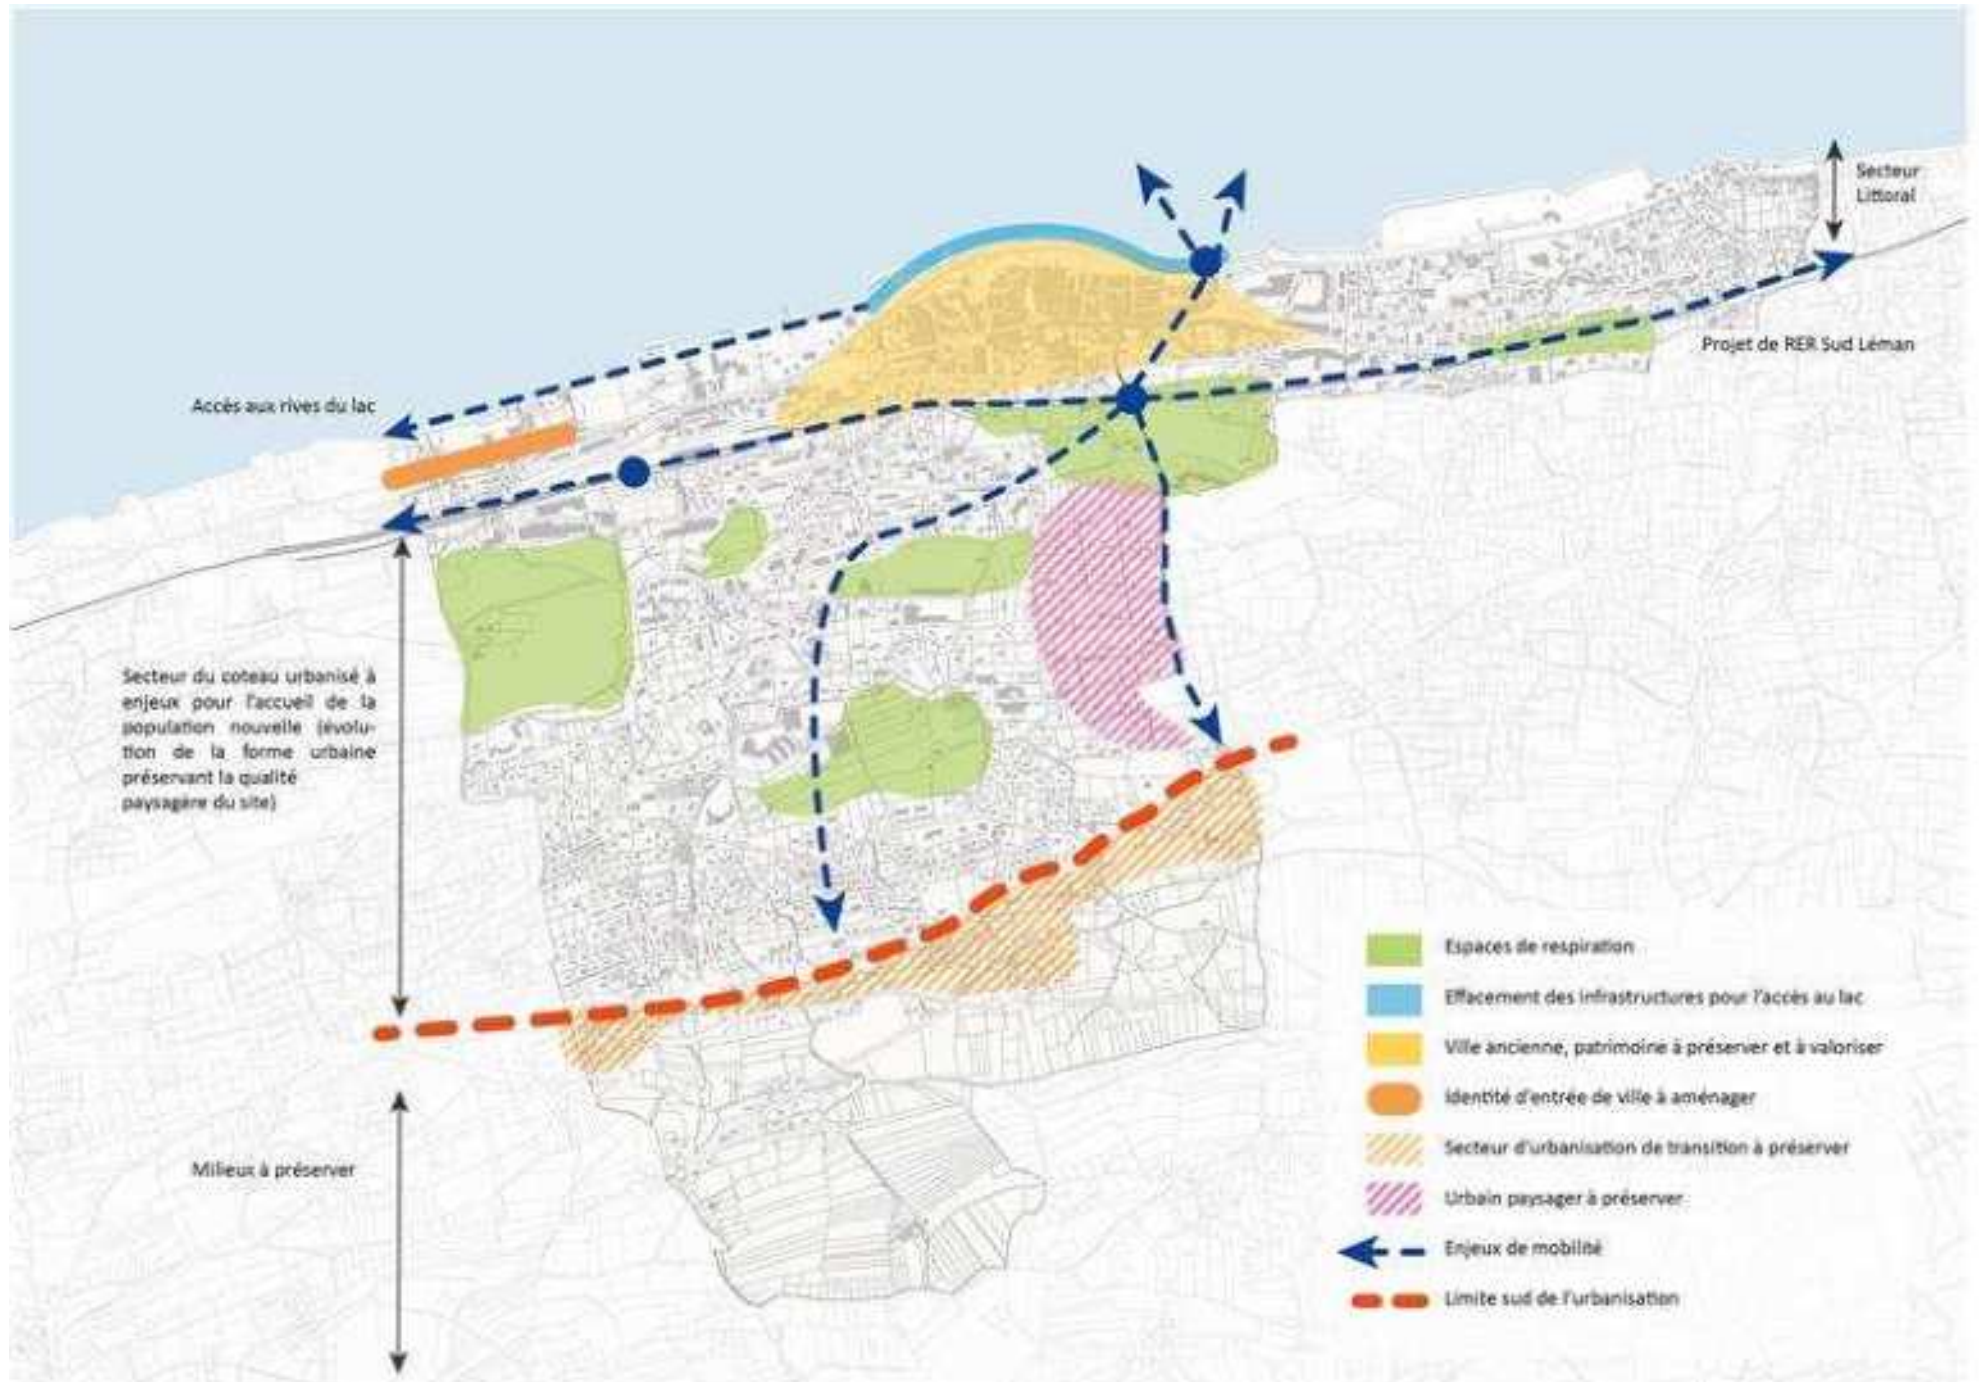 Secteur
Littoral
Projet de RER Sud Léman
Accès aux rives du lac
Secteur du coteau urbanisé à
enjeux pour l'accueil de la
population nouvelle (évolu-
tion de la forme urbaine
préservant la qualité
paysagère du site)
Milieux à préserver
Espaces de respiration
Effacement des infrastructures pour l'accès au lac
Ville ancienne, patrimoine à préserver et à valoriser
Identité d'entrée de ville à aménager
Secteur d'urbanisation de transition à préserver
Urbain paysager à préserver
Enjeux de mobilité
Limite sud de l'urbanisation